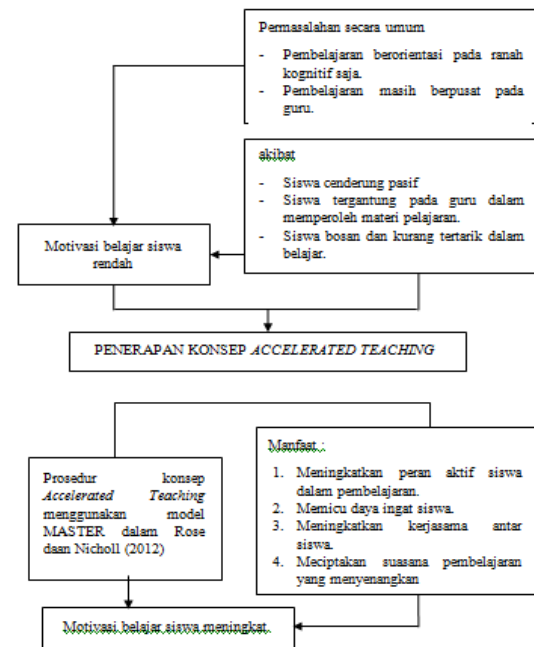 Permasalahan secara umum
- Pembelajaran berorientasi pada ranah
kognitif saja.
- Pembelajaran masih berpusat pada
guru.
akibat
- Siswa cenderung pasif
- Siswa tergantung pada guru dalam
memperoleh materi pelajaran.
- Siswa bosan dan kurang tertarik dalam
belajar.
Motivasi belajar siswa
rendah
PENERAPAN KONSEP ACCELERATED TEACHING
Prosedur konsep
Accelerated Teaching
menggunakan model
MASTER dalam Rose
daan Nicholl (2012)
Manfaat :
1. Meningkatkan peran aktif siswa
dalam pembelajaran.
2. Memicu daya ingat siswa.
3. Meningkatkan kerjasama antar
siswa.
4. Meciptakan suasana pembelajaran
yang menyenangkan
Motivasi belajar siswa meningkat.